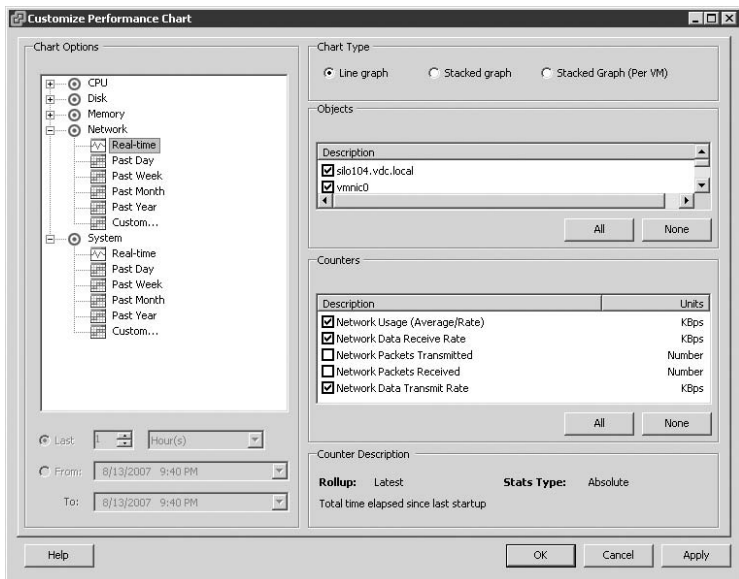 Customize Performance Chart
Chart Options
CPU
Disk
Memory
Network
Real-time
Past Day
Past Week
Past Month
Past Year
Custom...
System
Real-time
Past Day
Past Week
Past Month
Past Year
Custom...
Last 1 Hour(s)
From: 8/13/2007 9:40 PM
To: 8/13/2007 9:40 PM
Chart Type
Line graph Stacked graph Stacked Graph (Per VM)
Objects
Description
silo104.vdc.local
vmnic0
All None
Counters
Description Units
Network Usage (Average/Rate) KBps
Network Data Receive Rate KBps
Network Packets Transmitted Number
Network Packets Received Number
Network Data Transmit Rate KBps
All None
Counter Description
Rollup: Latest Stats Type: Absolute
Total time elapsed since last startup
Help OK Cancel Apply